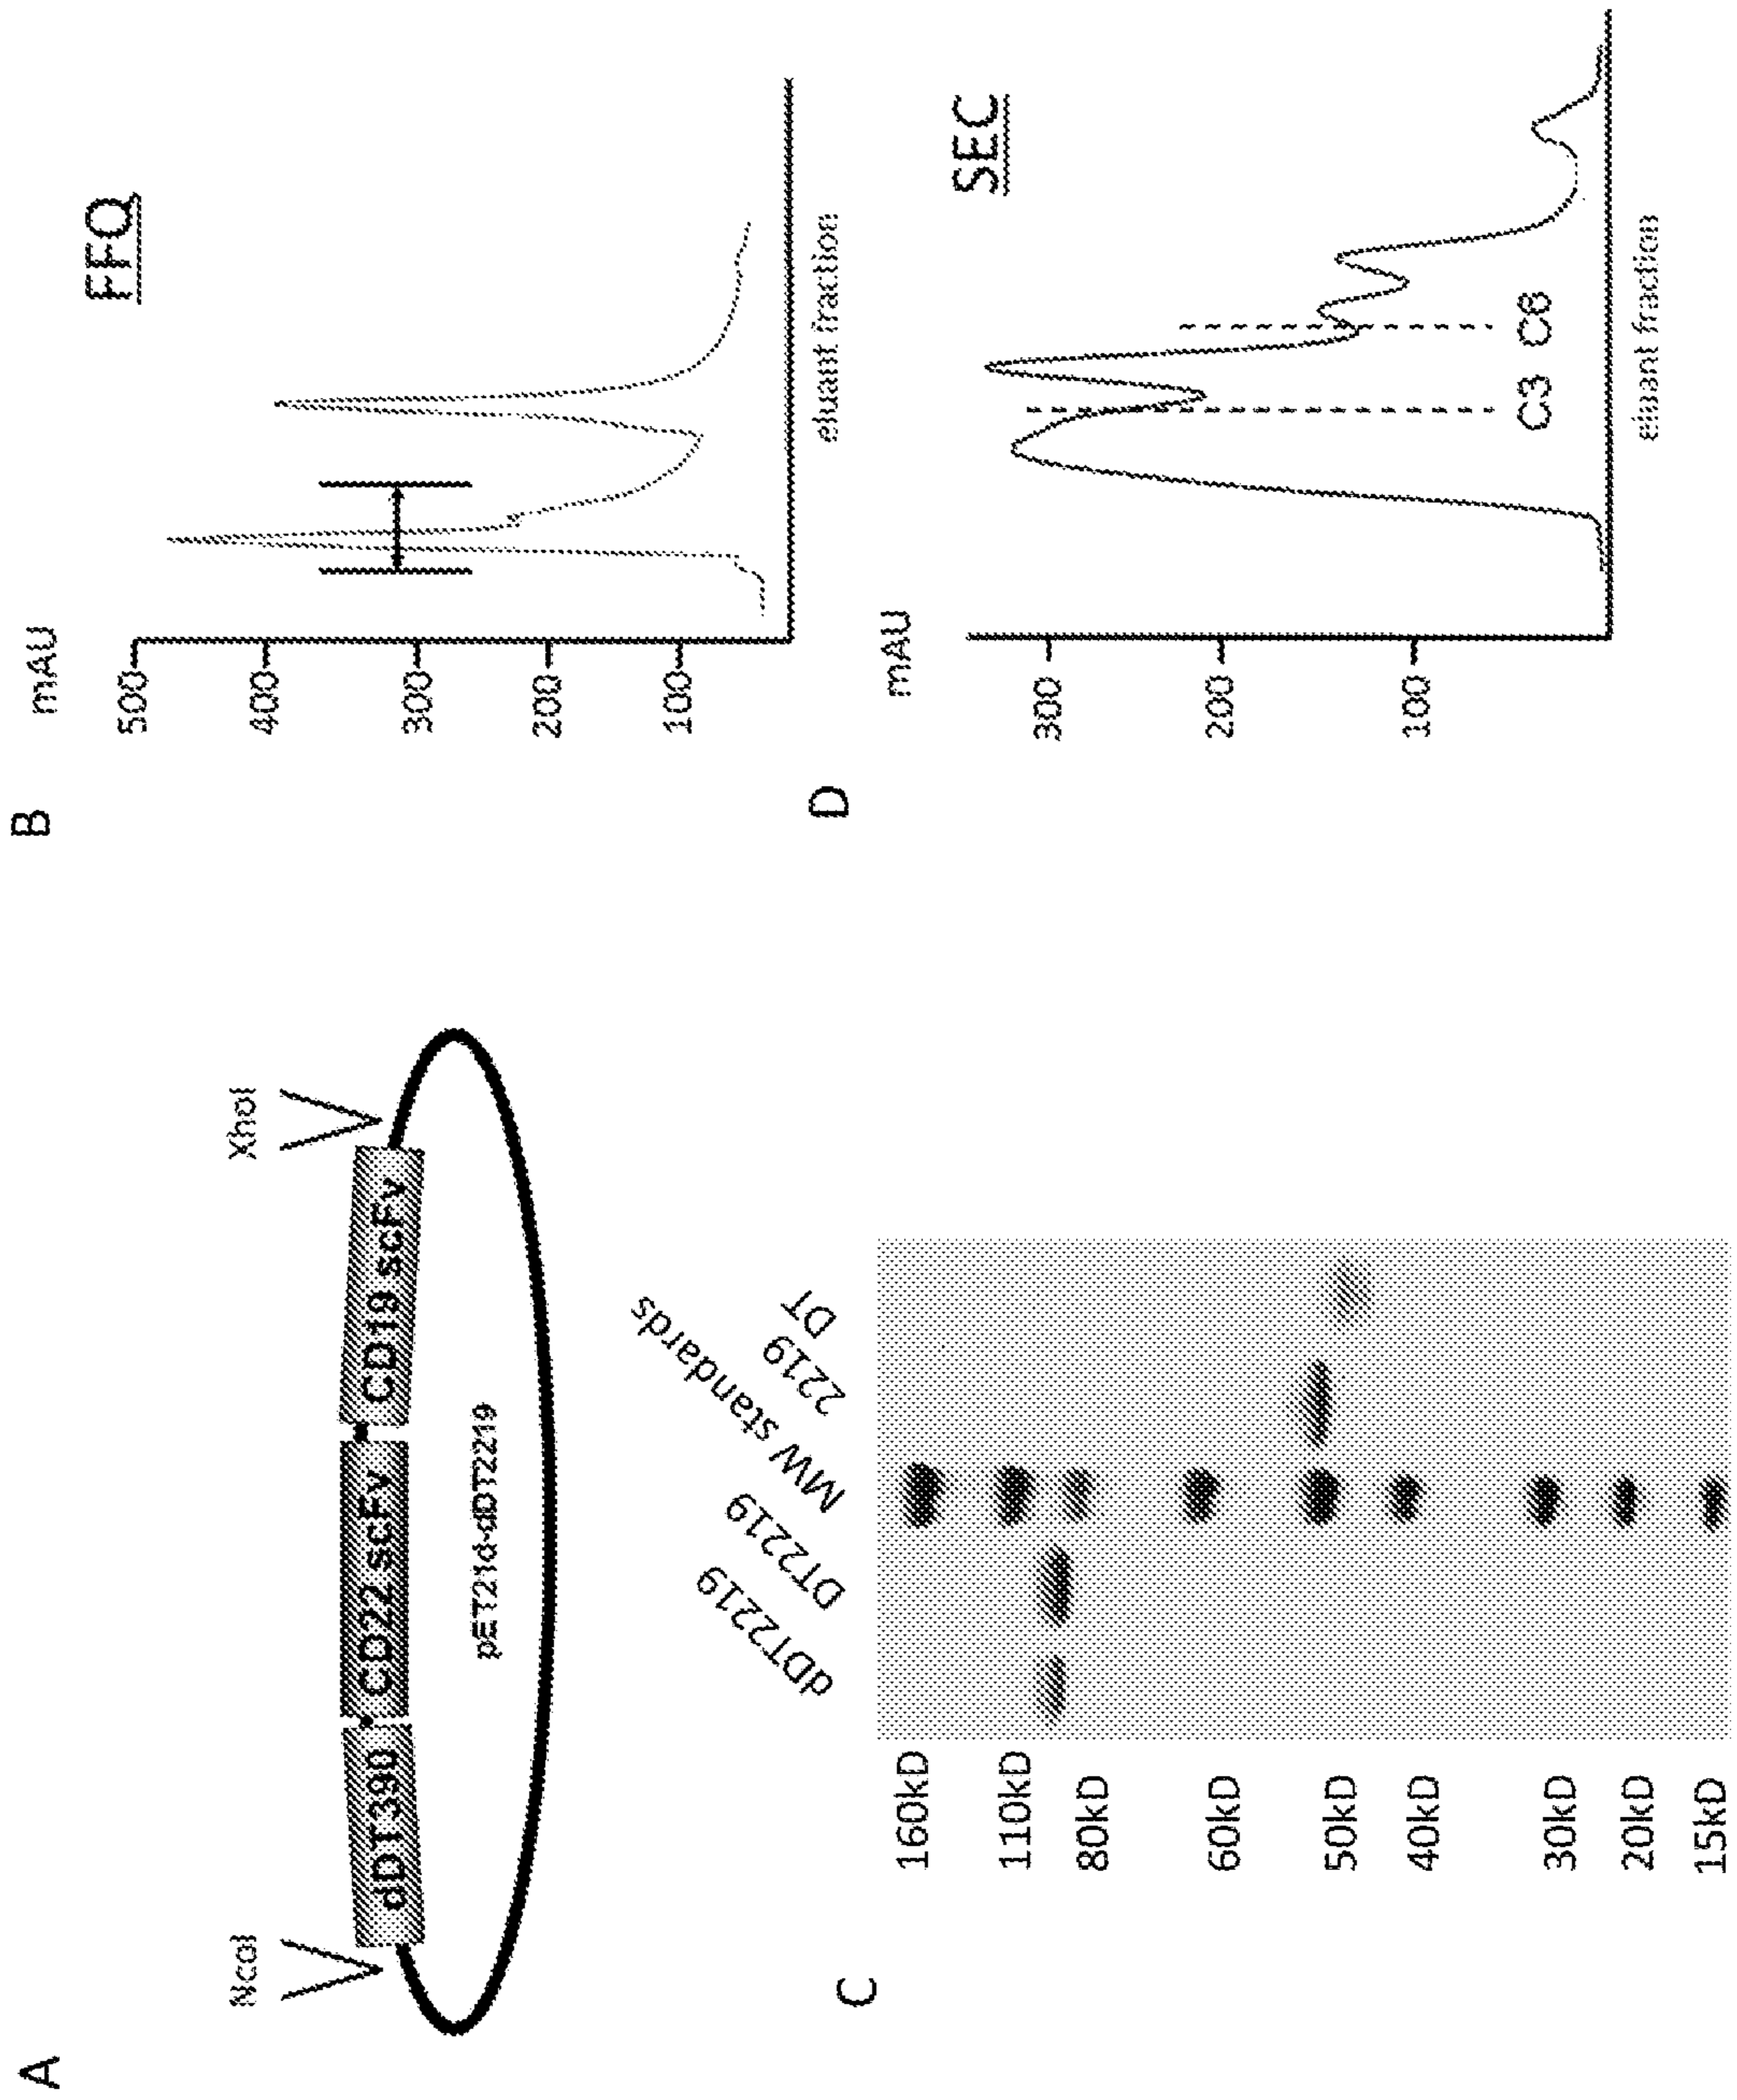 A
NcoI
XhoI
dDT390
CD22 scFv
CD19 scFv
pET21d-dDT2219
B
mAU
FFQ
500
400
300
200
100
eluant fraction
C
dDT2219
DT2219
MW standards
2219
DT
160kD
110kD
80kD
60kD
50kD
40kD
30kD
20kD
15kD
D
mAU
SEC
300
200
100
C3 C6
eluant fraction